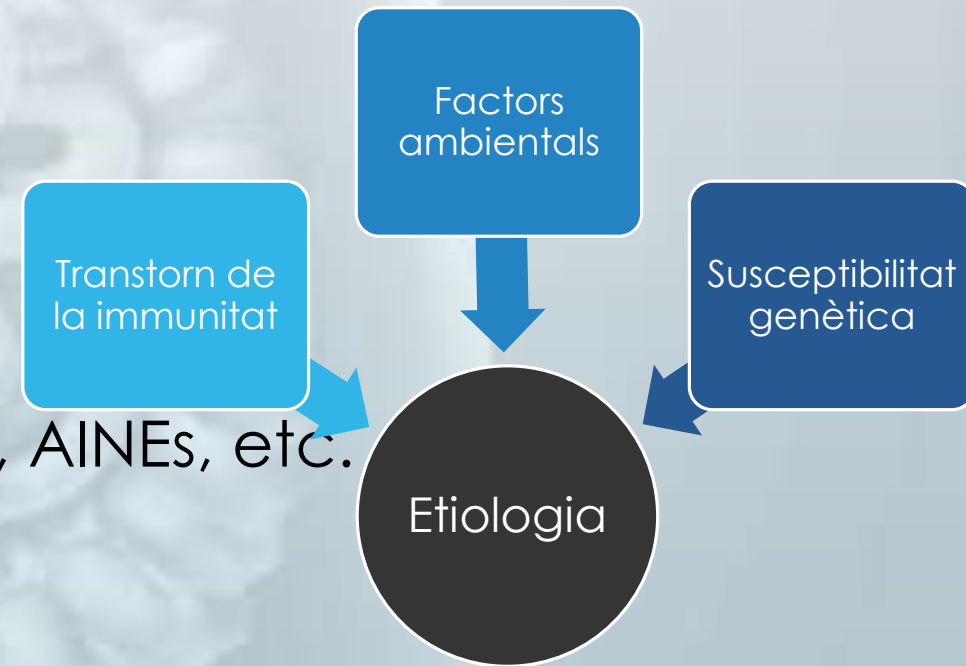 Factors
ambientals
Transtorn de
la immunitat
Susceptibilitat
genètica
, AINEs, etc.
Etiologia